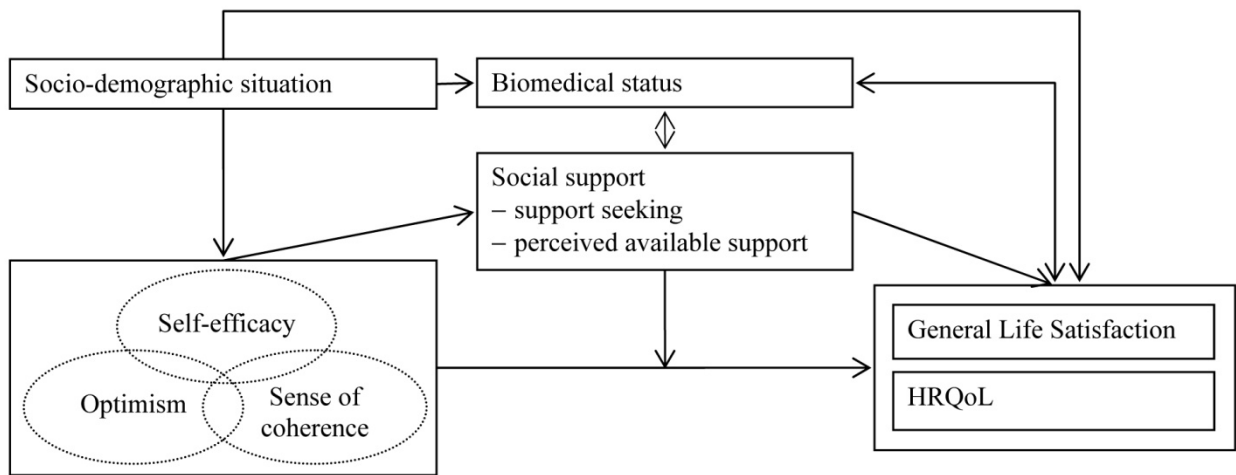 Socio-demographic situation
Biomedical status
Social support
– support seeking
– perceived available support
Self-efficacy
Optimism
Sense of
coherence
General Life Satisfaction
HRQoL